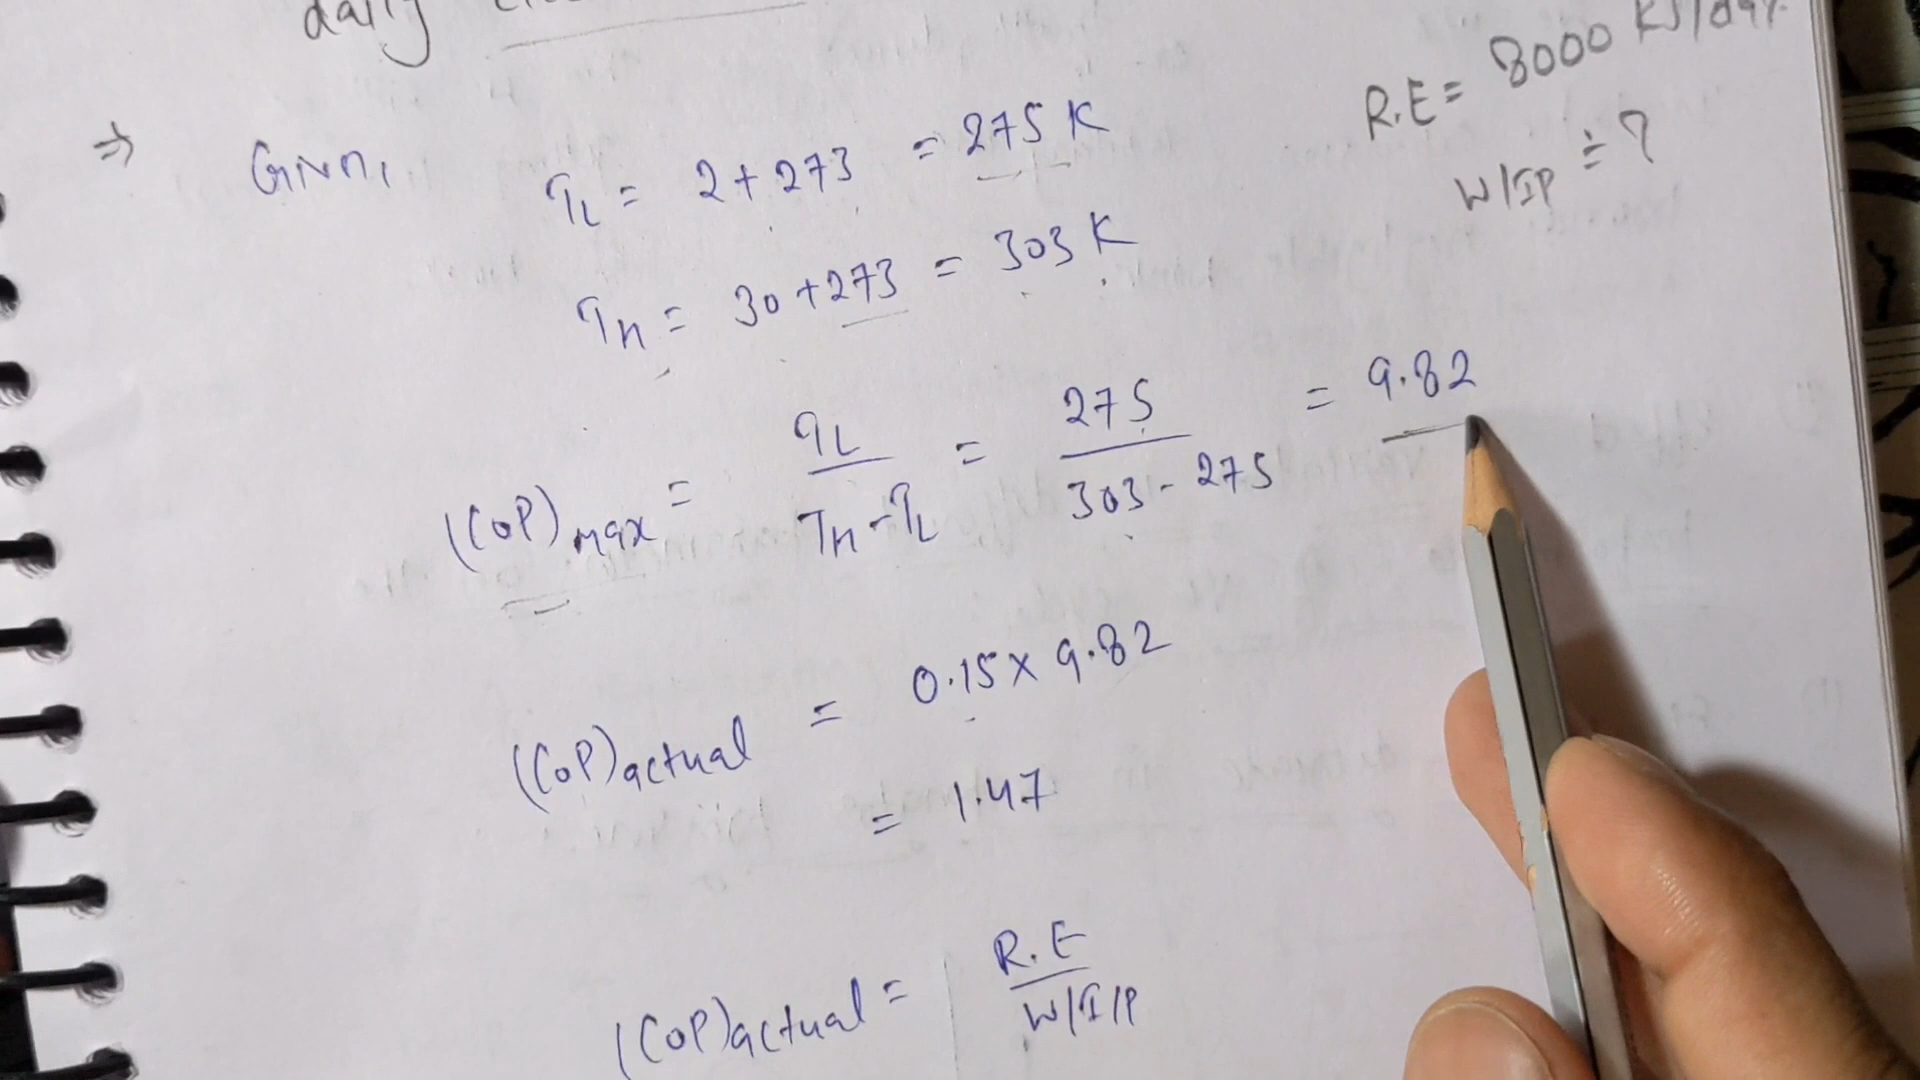 daily
R.E = 8000 KJ/day.
W/IP = ?
⇒ Given,
TL = 2 + 273 = 275 K
TH = 30 + 273 = 303 K
(COP)max = TL / TH - TL = 275 / 303 - 275 = 9.82
(COP)actual = 0.15 × 9.82
= 1.47
(COP)actual = R.E / W/I/P